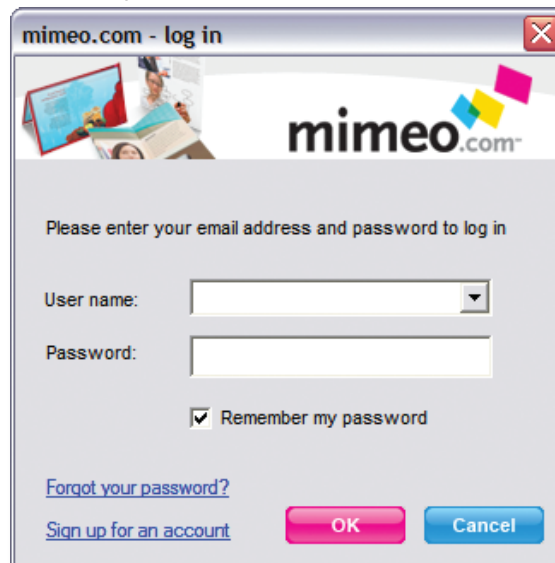 mimeo.com - log in
mimeo.com
Please enter your email address and password to log in
User name:
Password:
Remember my password
Forgot your password?
Sign up for an account
OK
Cancel